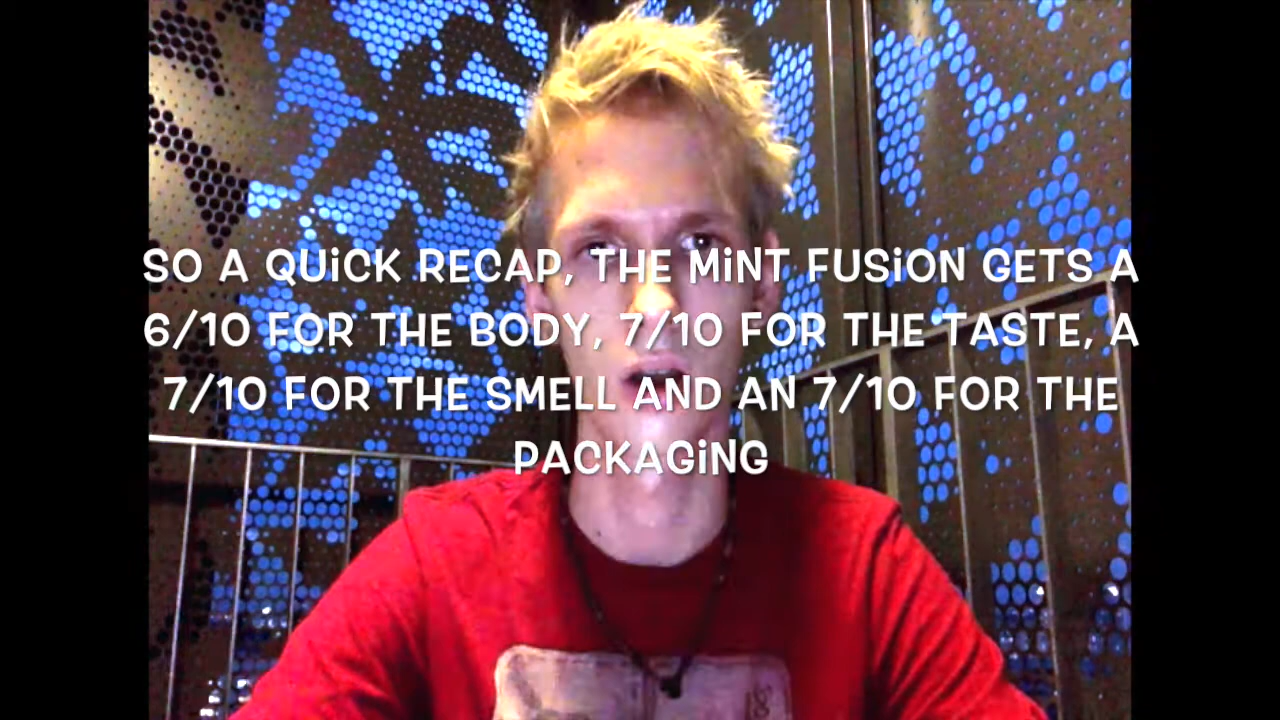 SO A QUiCK RECAP, THE MiNT FUSiON GETS A
6/10 FOR THE BODY, 7/10 FOR THE TASTE, A
7/10 FOR THE SMELL AND AN 7/10 FOR THE
PACKAGiNG